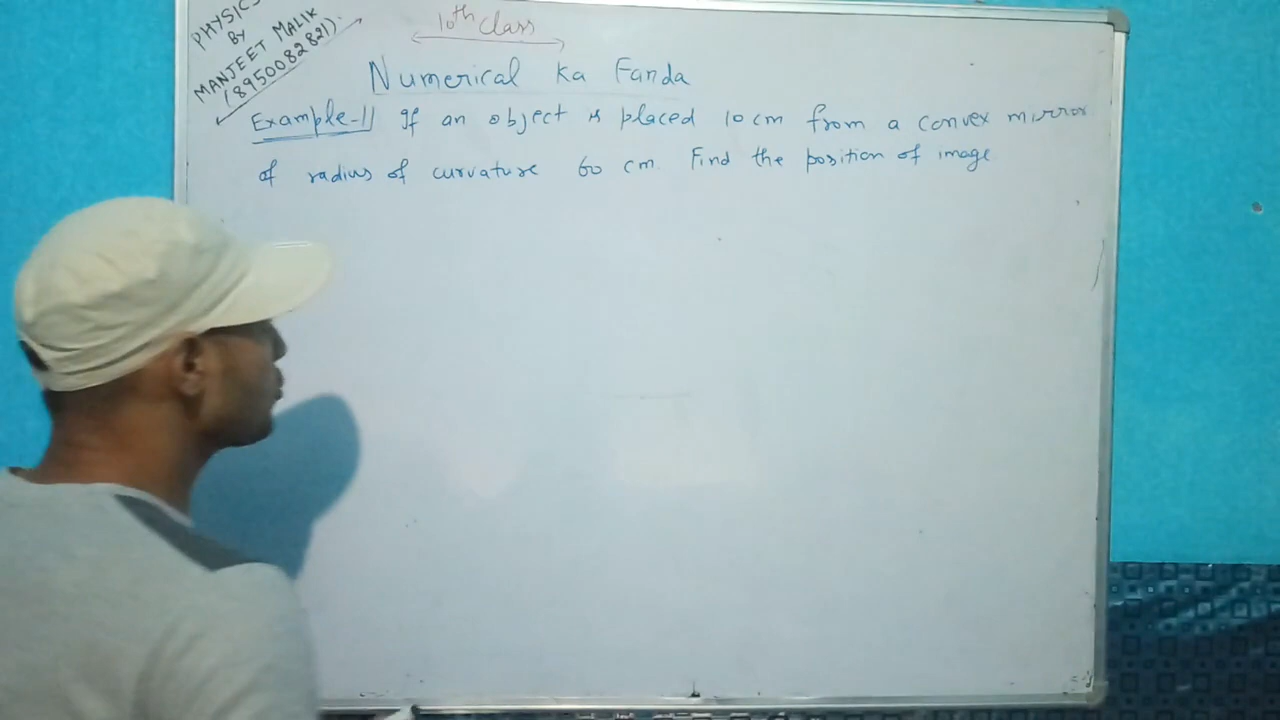 PHYSICS
BY
MANJEET MALIK
(8950082821)
10th class
Numerical ka Fanda
Example-11 If an object is placed 10 cm from a convex mirror
of radius of curvature 60 cm. Find the position of image